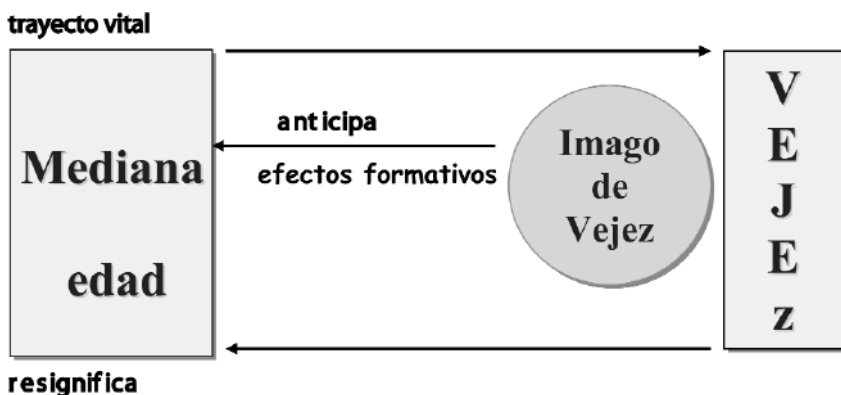 trayecto vital
Mediana
edad
anticipa
efectos formativos
Imago
de
Vejez
V
E
J
E
z
resignifica